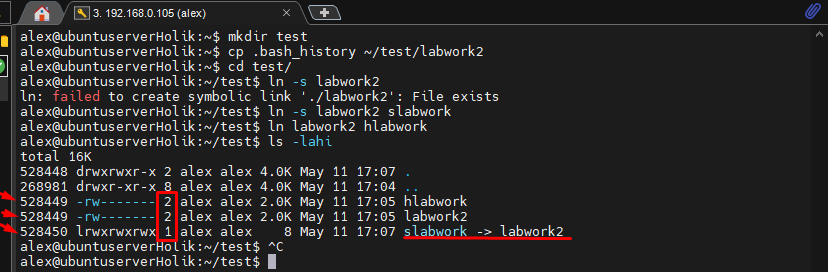 3. 192.168.0.105 (alex)
alex@ubuntuserverHolik:~$ mkdir test
alex@ubuntuserverHolik:~$ cp .bash_history ~/test/labwork2
alex@ubuntuserverHolik:~$ cd test/
alex@ubuntuserverHolik:~/test$ ln -s labwork2
ln: failed to create symbolic link './labwork2': File exists
alex@ubuntuserverHolik:~/test$ ln -s labwork2 slabwork
alex@ubuntuserverHolik:~/test$ ln labwork2 hlabwork
alex@ubuntuserverHolik:~/test$ ls -lahi
total 16K
528448 drwxrwxr-x 2 alex alex 4.0K May 11 17:07 .
268981 drwxr-xr-x 8 alex alex 4.0K May 11 17:04 ..
528449 -rw------- 2 alex alex 2.0K May 11 17:05 hlabwork
528449 -rw------- 2 alex alex 2.0K May 11 17:05 labwork2
528450 lrwxrwxrwx 1 alex alex    8 May 11 17:07 slabwork -> labwork2
alex@ubuntuserverHolik:~/test$ ^C
alex@ubuntuserverHolik:~/test$